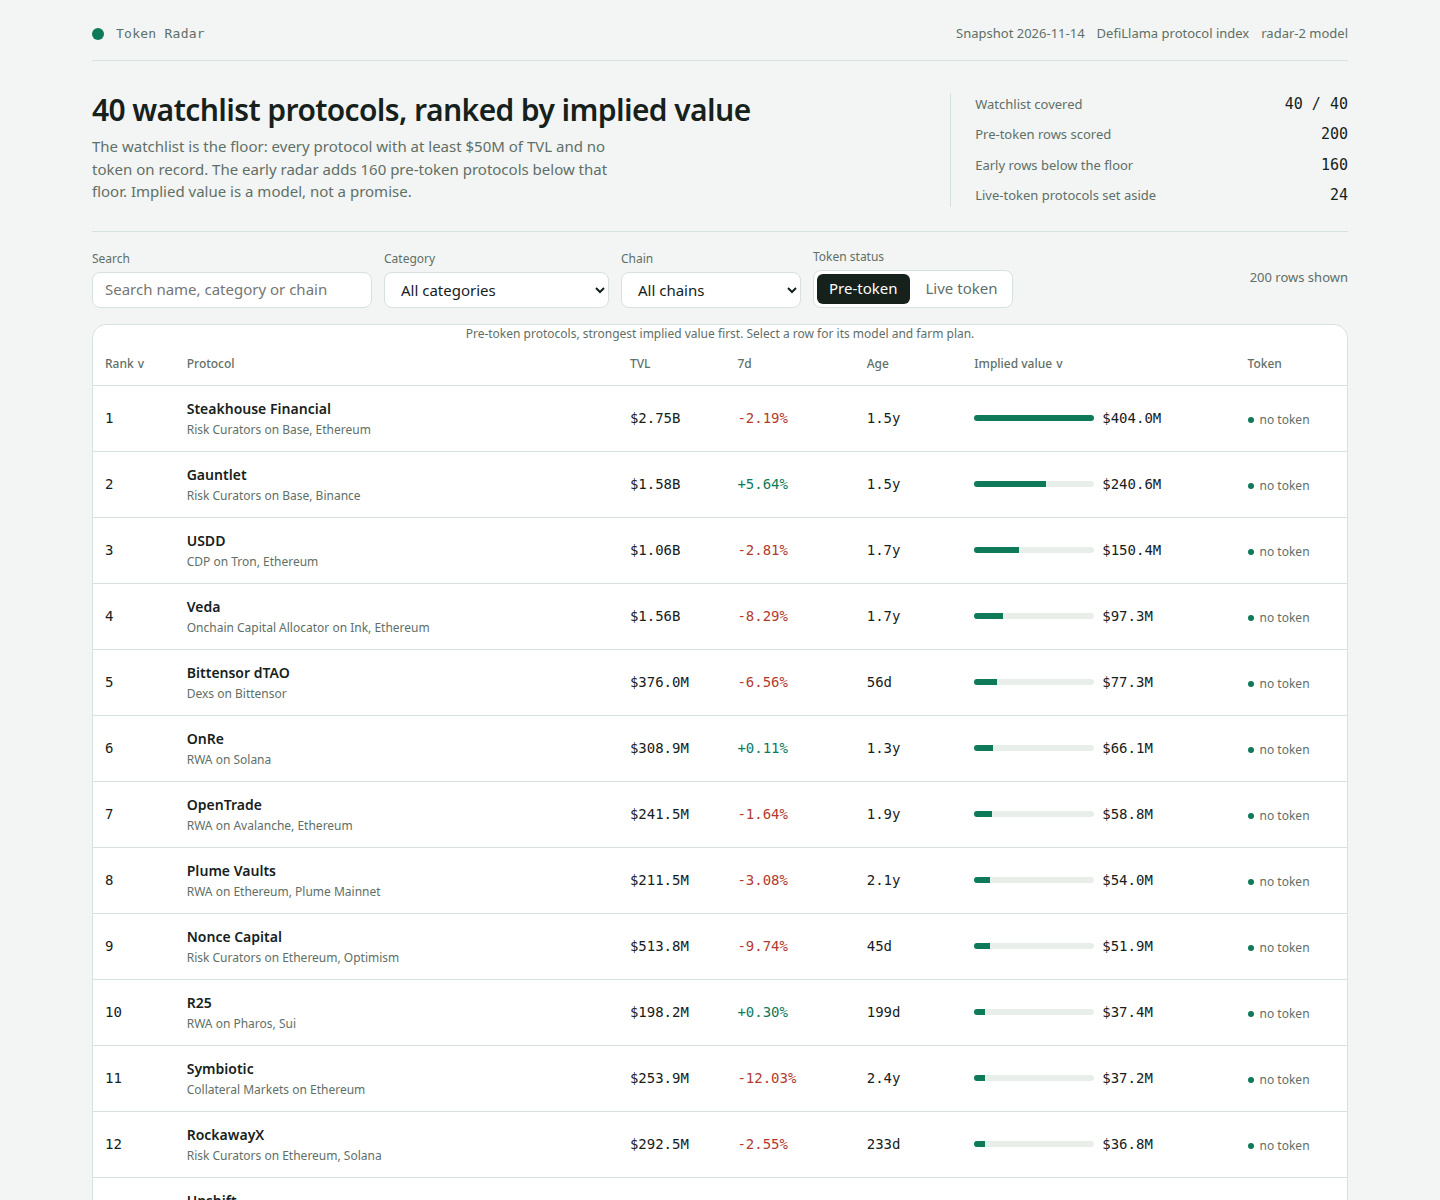 Token Radar
Snapshot 2026-11-14 DefiLlama protocol index radar-2 model
40 watchlist protocols, ranked by implied value
The watchlist is the floor: every protocol with at least $50M of TVL and no
token on record. The early radar adds 160 pre-token protocols below that
floor. Implied value is a model, not a promise.
Watchlist covered 40 / 40
Pre-token rows scored 200
Early rows below the floor 160
Live-token protocols set aside 24
Search
Category
Chain
Token status
Search name, category or chain
All categories
All chains
Pre-token
Live token
200 rows shown
Pre-token protocols, strongest implied value first. Select a row for its model and farm plan.
Rank v Protocol TVL 7d Age Implied value v Token
1 Steakhouse Financial $2.75B -2.19% 1.5y $404.0M no token
Risk Curators on Base, Ethereum
2 Gauntlet $1.58B +5.64% 1.5y $240.6M no token
Risk Curators on Base, Binance
3 USDD $1.06B -2.81% 1.7y $150.4M no token
CDP on Tron, Ethereum
4 Veda $1.56B -8.29% 1.7y $97.3M no token
Onchain Capital Allocator on Ink, Ethereum
5 Bittensor dTAO $376.0M -6.56% 56d $77.3M no token
Dexs on Bittensor
6 OnRe $308.9M +0.11% 1.3y $66.1M no token
RWA on Solana
7 OpenTrade $241.5M -1.64% 1.9y $58.8M no token
RWA on Avalanche, Ethereum
8 Plume Vaults $211.5M -3.08% 2.1y $54.0M no token
RWA on Ethereum, Plume Mainnet
9 Nonce Capital $513.8M -9.74% 45d $51.9M no token
Risk Curators on Ethereum, Optimism
10 R25 $198.2M +0.30% 199d $37.4M no token
RWA on Pharos, Sui
11 Symbiotic $253.9M -12.03% 2.4y $37.2M no token
Collateral Markets on Ethereum
12 RockawayX $292.5M -2.55% 233d $36.8M no token
Risk Curators on Ethereum, Solana